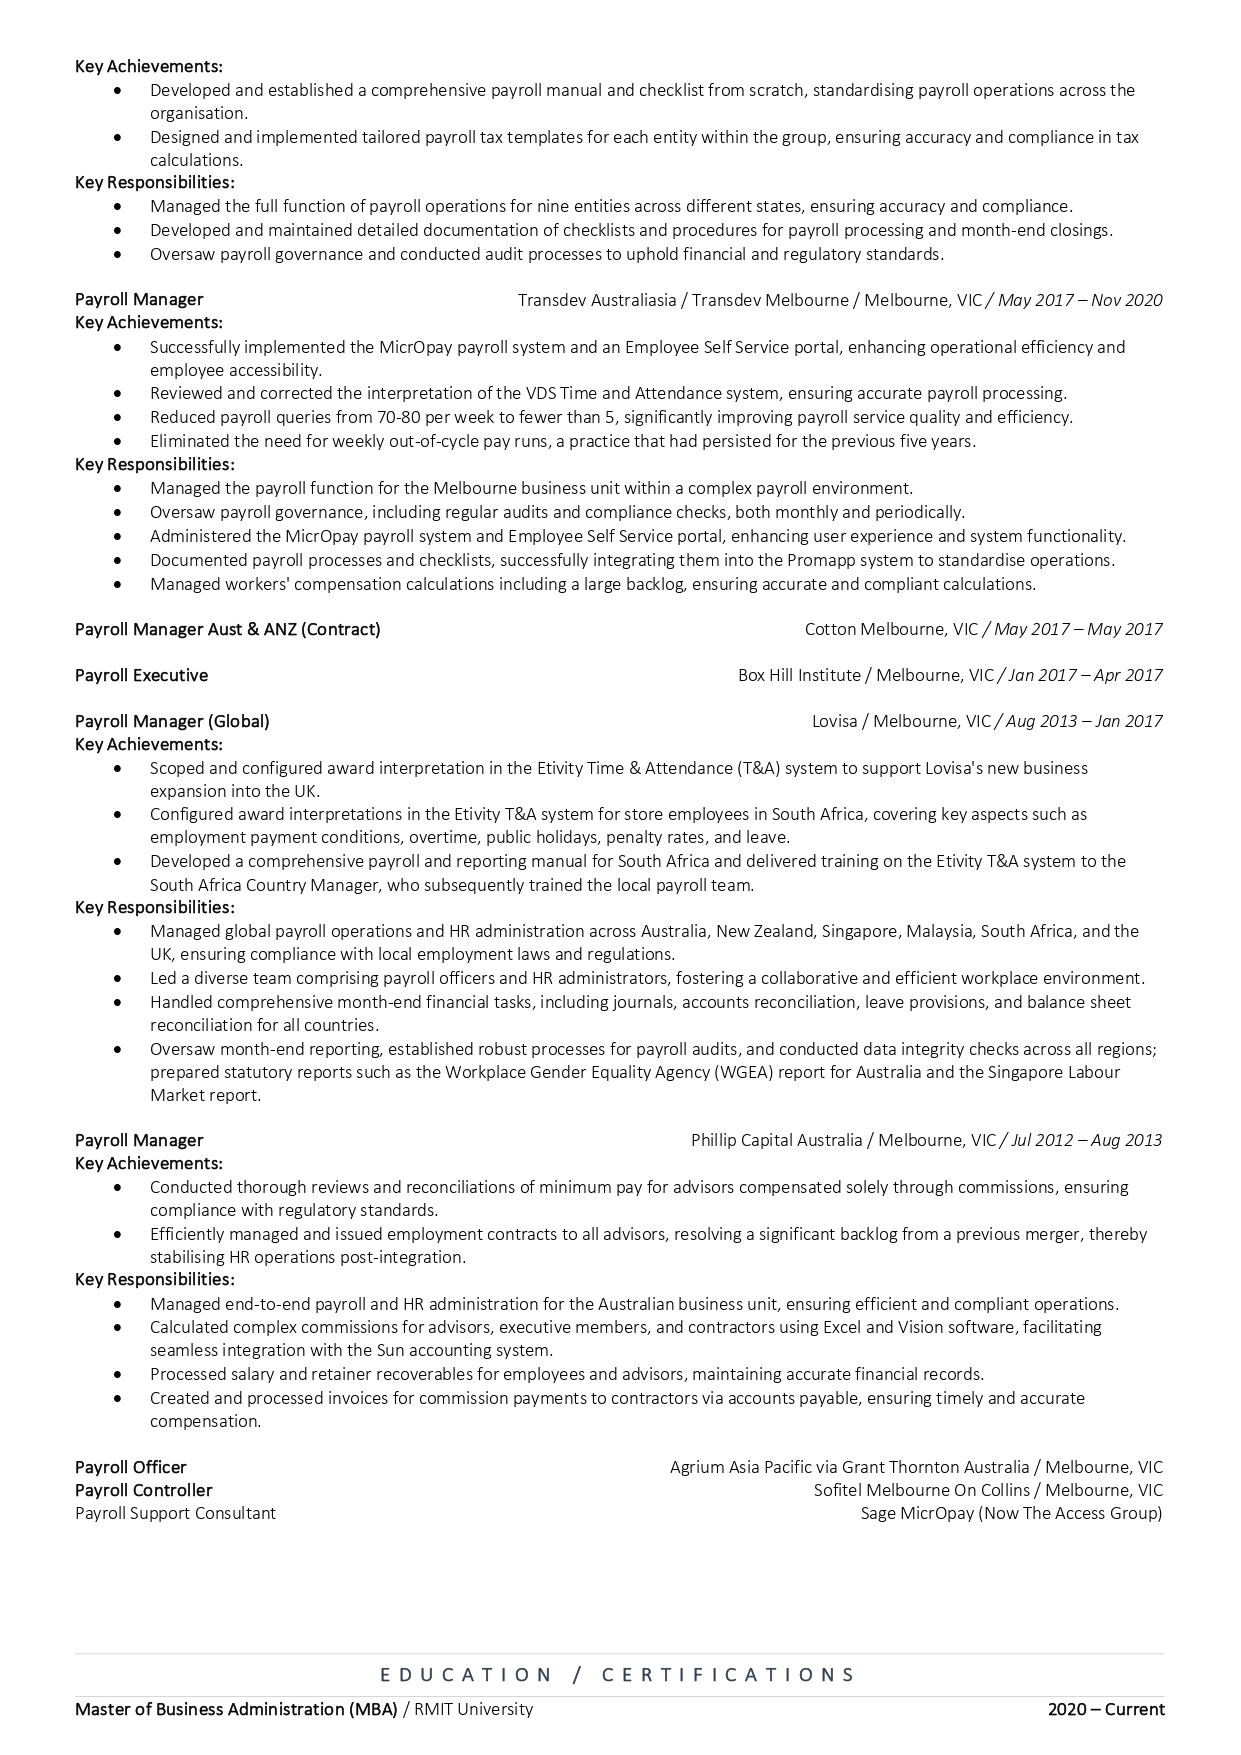 Key Achievements:
• Developed and established a comprehensive payroll manual and checklist from scratch, standardising payroll operations across the
organisation.
• Designed and implemented tailored payroll tax templates for each entity within the group, ensuring accuracy and compliance in tax
calculations.
Key Responsibilities:
• Managed the full function of payroll operations for nine entities across different states, ensuring accuracy and compliance.
• Developed and maintained detailed documentation of checklists and procedures for payroll processing and month-end closings.
• Oversaw payroll governance and conducted audit processes to uphold financial and regulatory standards.
Payroll Manager Transdev Australiasia / Transdev Melbourne / Melbourne, VIC / May 2017 – Nov 2020
Key Achievements:
• Successfully implemented the MicrOpay payroll system and an Employee Self Service portal, enhancing operational efficiency and
employee accessibility.
• Reviewed and corrected the interpretation of the VDS Time and Attendance system, ensuring accurate payroll processing.
• Reduced payroll queries from 70-80 per week to fewer than 5, significantly improving payroll service quality and efficiency.
• Eliminated the need for weekly out-of-cycle pay runs, a practice that had persisted for the previous five years.
Key Responsibilities:
• Managed the payroll function for the Melbourne business unit within a complex payroll environment.
• Oversaw payroll governance, including regular audits and compliance checks, both monthly and periodically.
• Administered the MicrOpay payroll system and Employee Self Service portal, enhancing user experience and system functionality.
• Documented payroll processes and checklists, successfully integrating them into the Promapp system to standardise operations.
• Managed workers' compensation calculations including a large backlog, ensuring accurate and compliant calculations.
Payroll Manager Aust & ANZ (Contract) Cotton Melbourne, VIC / May 2017 – May 2017
Payroll Executive Box Hill Institute / Melbourne, VIC / Jan 2017 – Apr 2017
Payroll Manager (Global) Lovisa / Melbourne, VIC / Aug 2013 – Jan 2017
Key Achievements:
• Scoped and configured award interpretation in the Etivity Time & Attendance (T&A) system to support Lovisa's new business
expansion into the UK.
• Configured award interpretations in the Etivity T&A system for store employees in South Africa, covering key aspects such as
employment payment conditions, overtime, public holidays, penalty rates, and leave.
• Developed a comprehensive payroll and reporting manual for South Africa and delivered training on the Etivity T&A system to the
South Africa Country Manager, who subsequently trained the local payroll team.
Key Responsibilities:
• Managed global payroll operations and HR administration across Australia, New Zealand, Singapore, Malaysia, South Africa, and the
UK, ensuring compliance with local employment laws and regulations.
• Led a diverse team comprising payroll officers and HR administrators, fostering a collaborative and efficient workplace environment.
• Handled comprehensive month-end financial tasks, including journals, accounts reconciliation, leave provisions, and balance sheet
reconciliation for all countries.
• Oversaw month-end reporting, established robust processes for payroll audits, and conducted data integrity checks across all regions;
prepared statutory reports such as the Workplace Gender Equality Agency (WGEA) report for Australia and the Singapore Labour
Market report.
Payroll Manager Phillip Capital Australia / Melbourne, VIC / Jul 2012 – Aug 2013
Key Achievements:
• Conducted thorough reviews and reconciliations of minimum pay for advisors compensated solely through commissions, ensuring
compliance with regulatory standards.
• Efficiently managed and issued employment contracts to all advisors, resolving a significant backlog from a previous merger, thereby
stabilising HR operations post-integration.
Key Responsibilities:
• Managed end-to-end payroll and HR administration for the Australian business unit, ensuring efficient and compliant operations.
• Calculated complex commissions for advisors, executive members, and contractors using Excel and Vision software, facilitating
seamless integration with the Sun accounting system.
• Processed salary and retainer recoverables for employees and advisors, maintaining accurate financial records.
• Created and processed invoices for commission payments to contractors via accounts payable, ensuring timely and accurate
compensation.
Payroll Officer Agrium Asia Pacific via Grant Thornton Australia / Melbourne, VIC
Payroll Controller Sofitel Melbourne On Collins / Melbourne, VIC
Payroll Support Consultant Sage MicrOpay (Now The Access Group)
EDUCATION / CERTIFICATIONS
Master of Business Administration (MBA) / RMIT University 2020 – Current